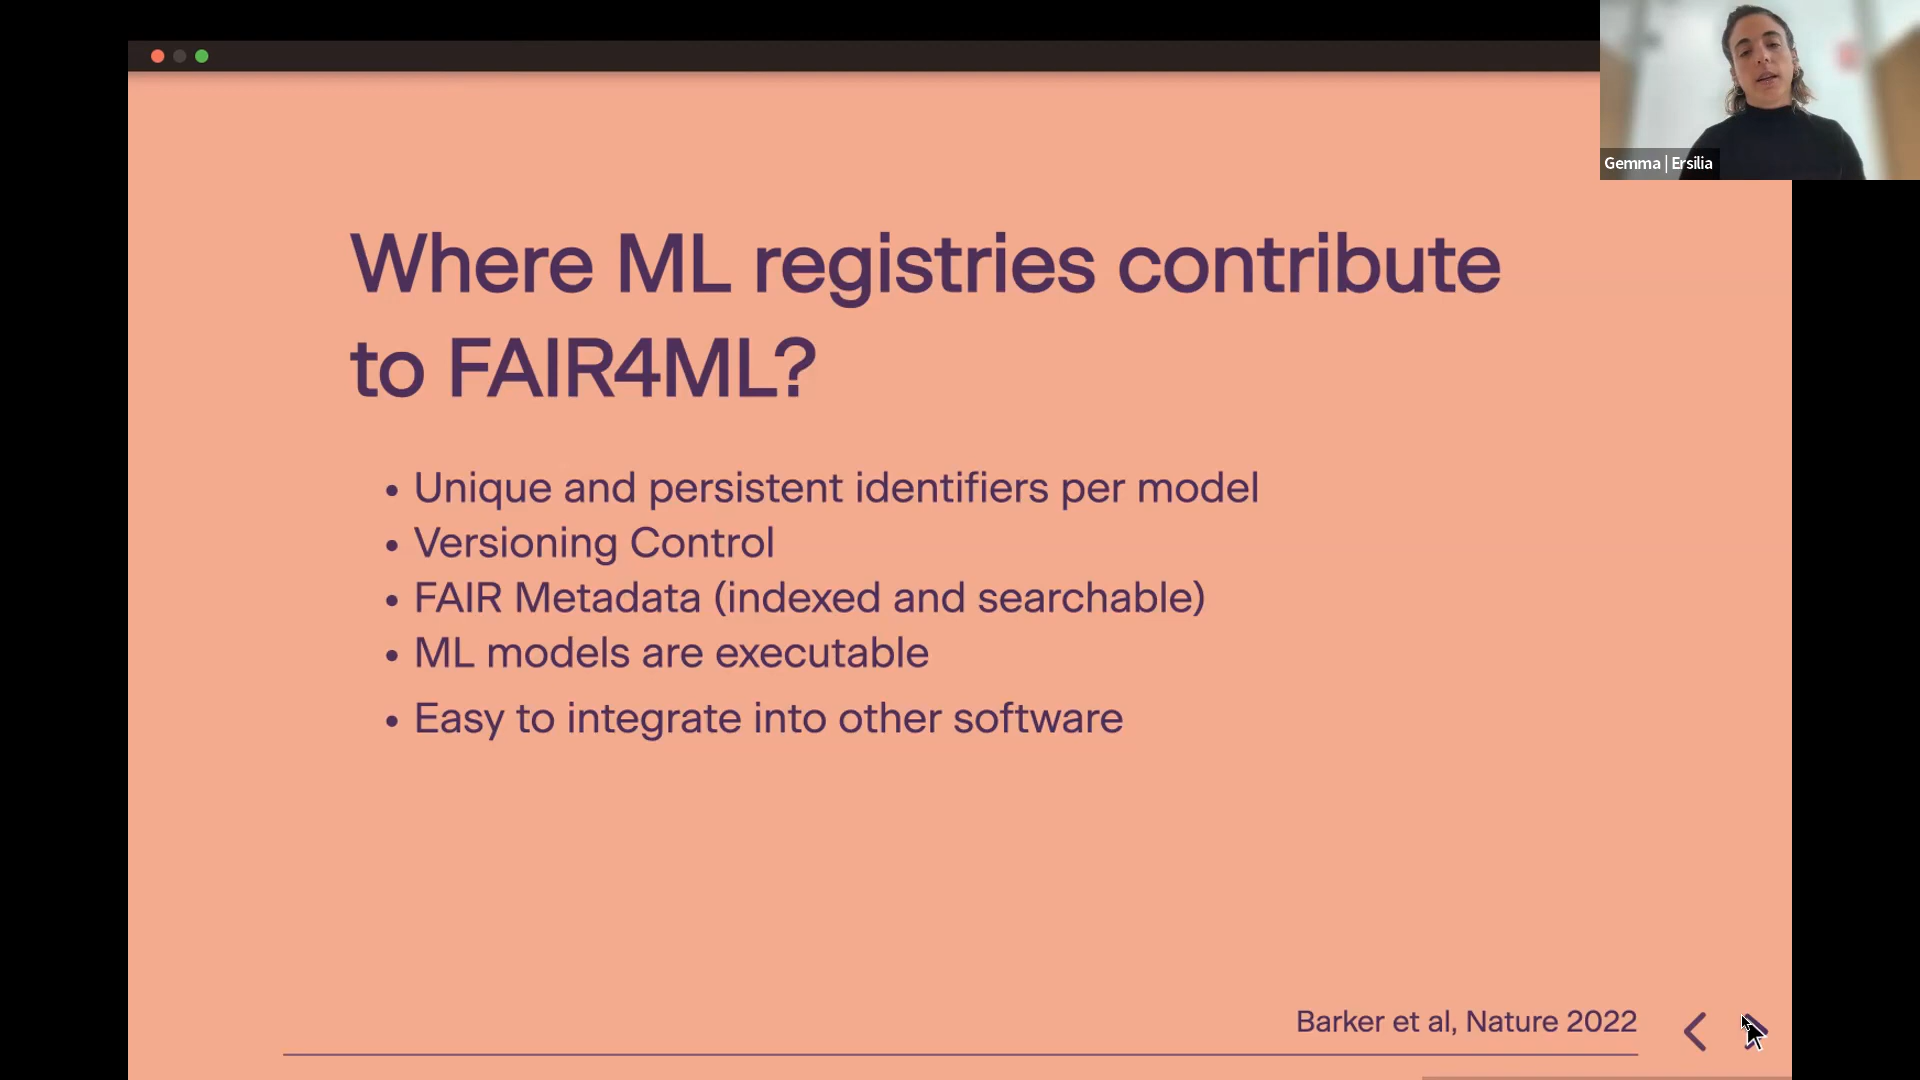 Gemma | Ersilia
Where ML registries contribute
to FAIR4ML?
• Unique and persistent identifiers per model
• Versioning Control
• FAIR Metadata (indexed and searchable)
• ML models are executable
• Easy to integrate into other software
Barker et al, Nature 2022